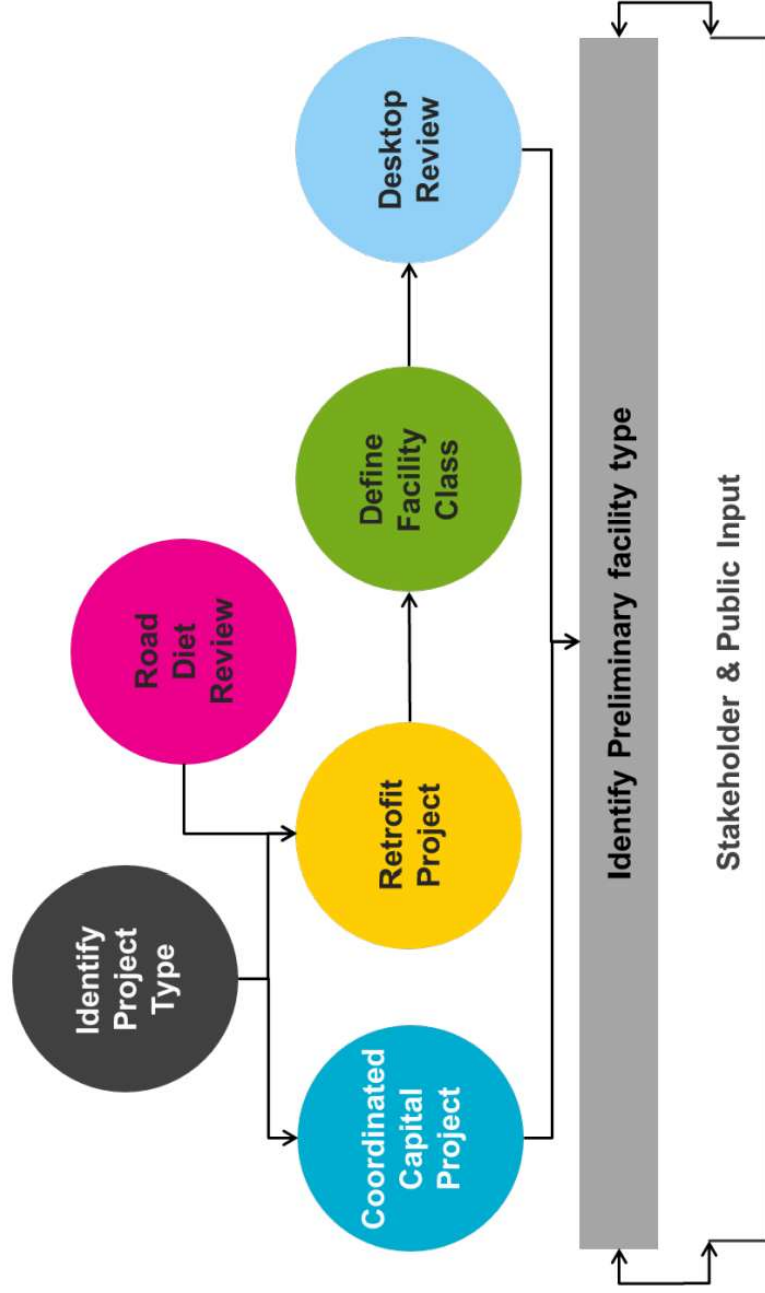 Identify
Project
Type
Road
Diet
Review
Coordinated
Capital
Project
Retrofit
Project
Define
Facility
Class
Desktop
Review
Identify Preliminary facility type
Stakeholder & Public Input